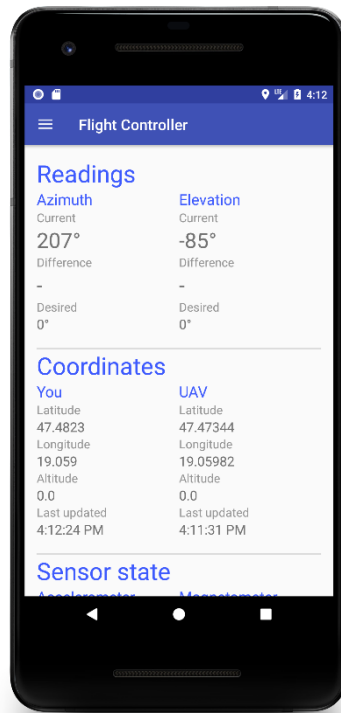 4:12
Flight Controller
Readings
Azimuth Elevation
Current Current
207° -85°
Difference Difference
- -
Desired Desired
0° 0°
Coordinates
You UAV
Latitude Latitude
47.4823 47.47344
Longitude Longitude
19.059 19.05982
Altitude Altitude
0.0 0.0
Last updated Last updated
4:12:24 PM 4:11:31 PM
Sensor state
Accelerometer Magnetometer